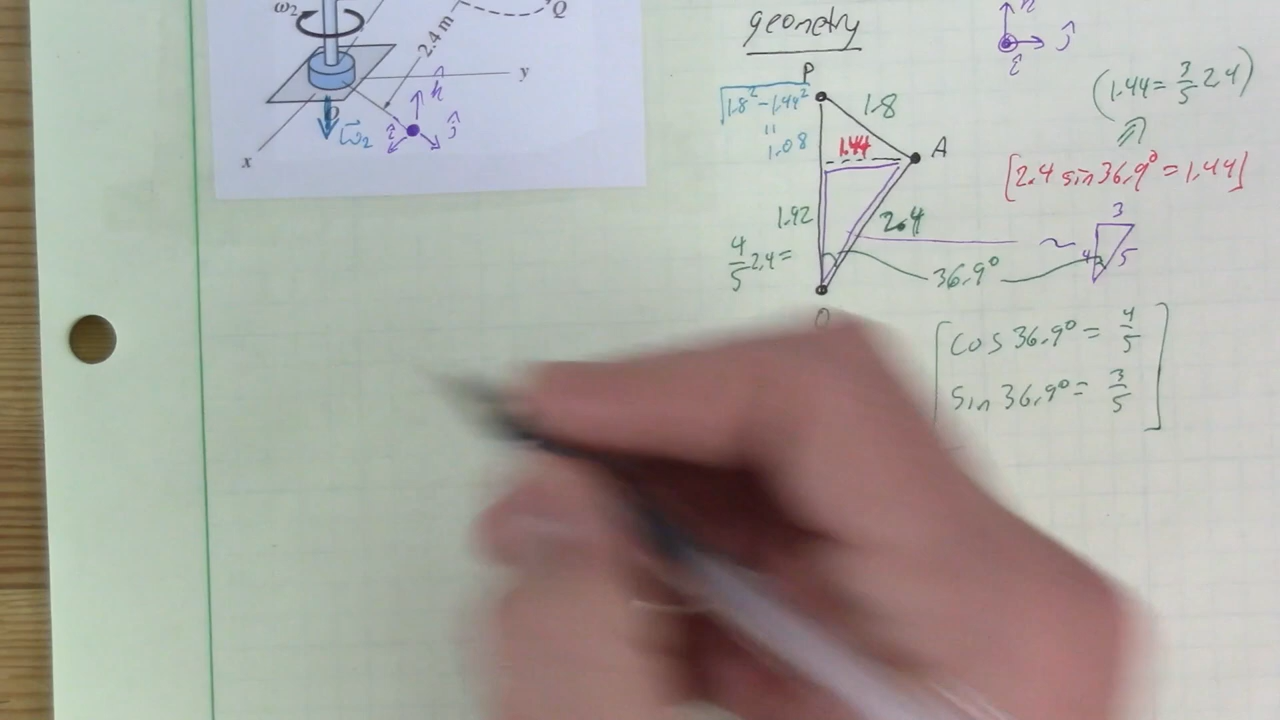 ω₂
2.4 m
Q
y
k̂
O
ω⃗₂
î
ĵ
x
geometry
k̂
ĵ
î
P
√1.8²-1.44²
"
1.08
1.8
1.44
A
(1.44 = 3/5 2.4)
⇑
[2.4 sin 36.9° = 1.44]
1.92
2.4
4/5 2.4 =
~
3
4
5
36.9°
O
[cos 36.9° = 4/5
sin 36.9° = 3/5]